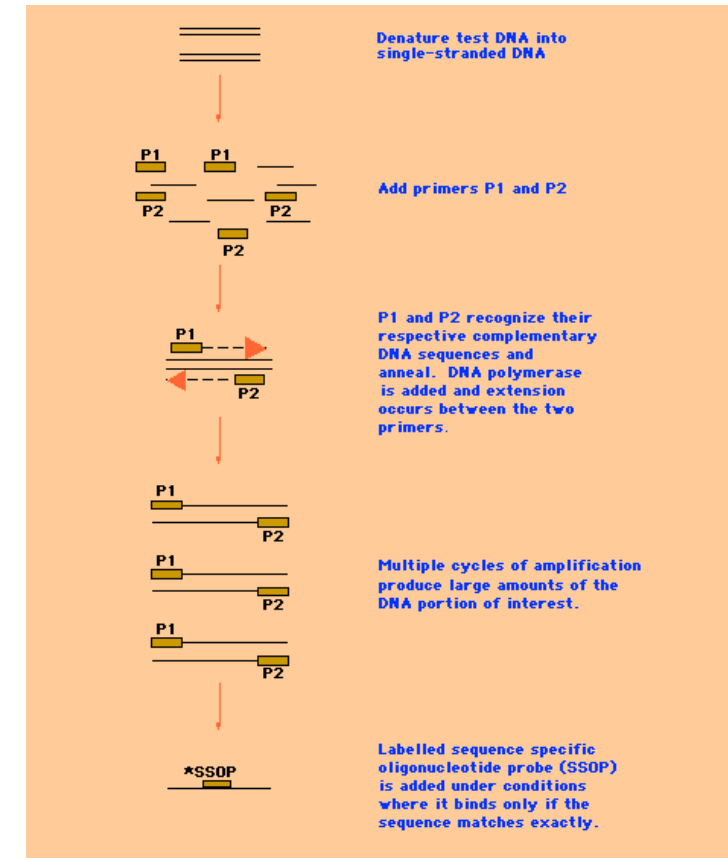 Denature test DNA into
single-stranded DNA
P1 P1
P2 P2
P2
Add primers P1 and P2
P1
P2
P1 and P2 recognize their
respective complementary
DNA sequences and
anneal. DNA polymerase
is added and extension
occurs between the two
primers.
P1
P2
P1
P2
P1
P2
Multiple cycles of amplification
produce large amounts of the
DNA portion of interest.
*SSOP
Labelled sequence specific
oligonucleotide probe (SSOP)
is added under conditions
where it binds only if the
sequence matches exactly.